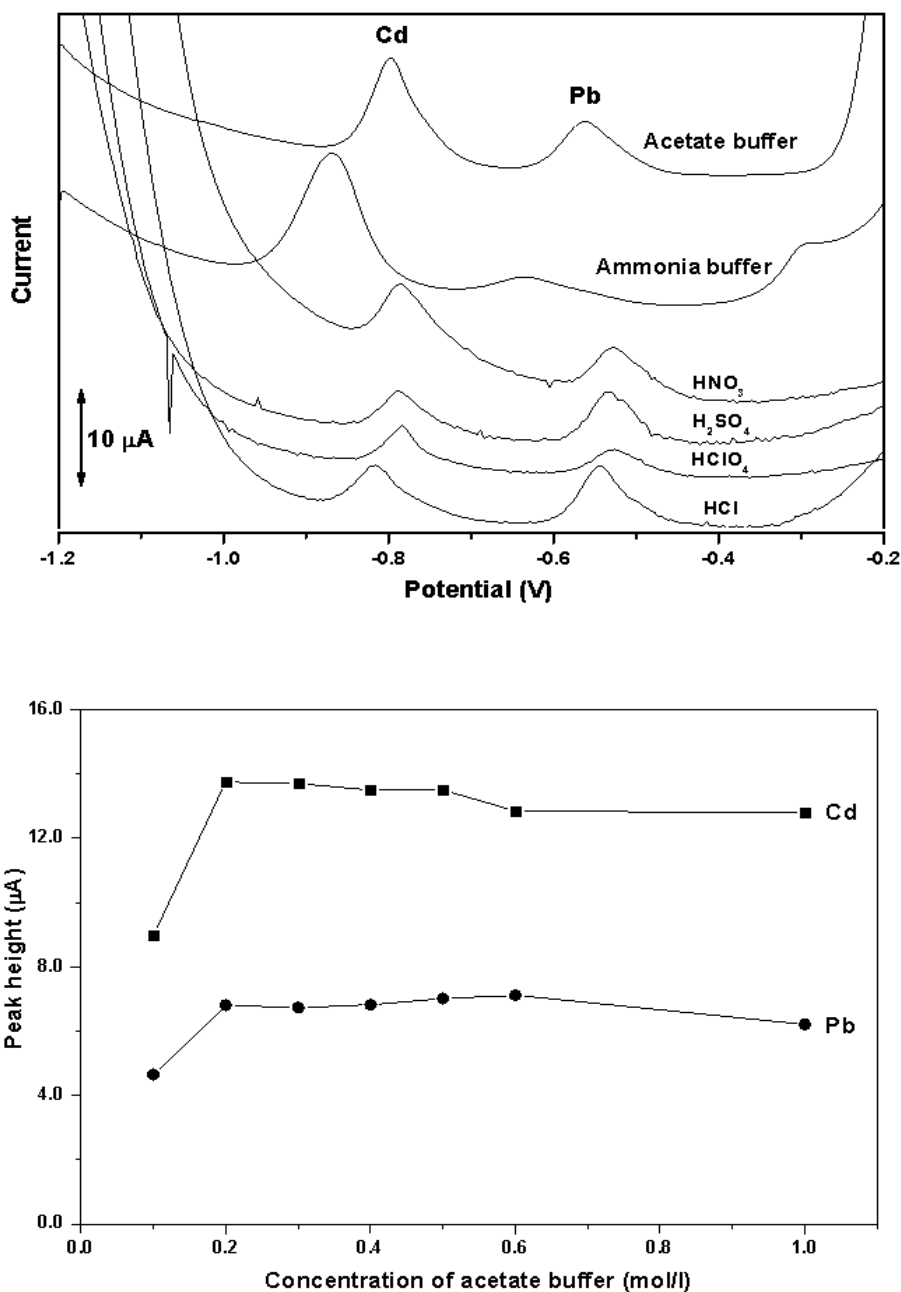 Cd
Pb
Acetate buffer
Ammonia buffer
HNO₃
H₂SO₄
HClO₄
HCl
Current
10 μA
-1.2 -1.0 -0.8 -0.6 -0.4 -0.2
Potential (V)
16.0
12.0
8.0
4.0
0.0
Peak height (μA)
Cd
Pb
0.0 0.2 0.4 0.6 0.8 1.0
Concentration of acetate buffer (mol/l)